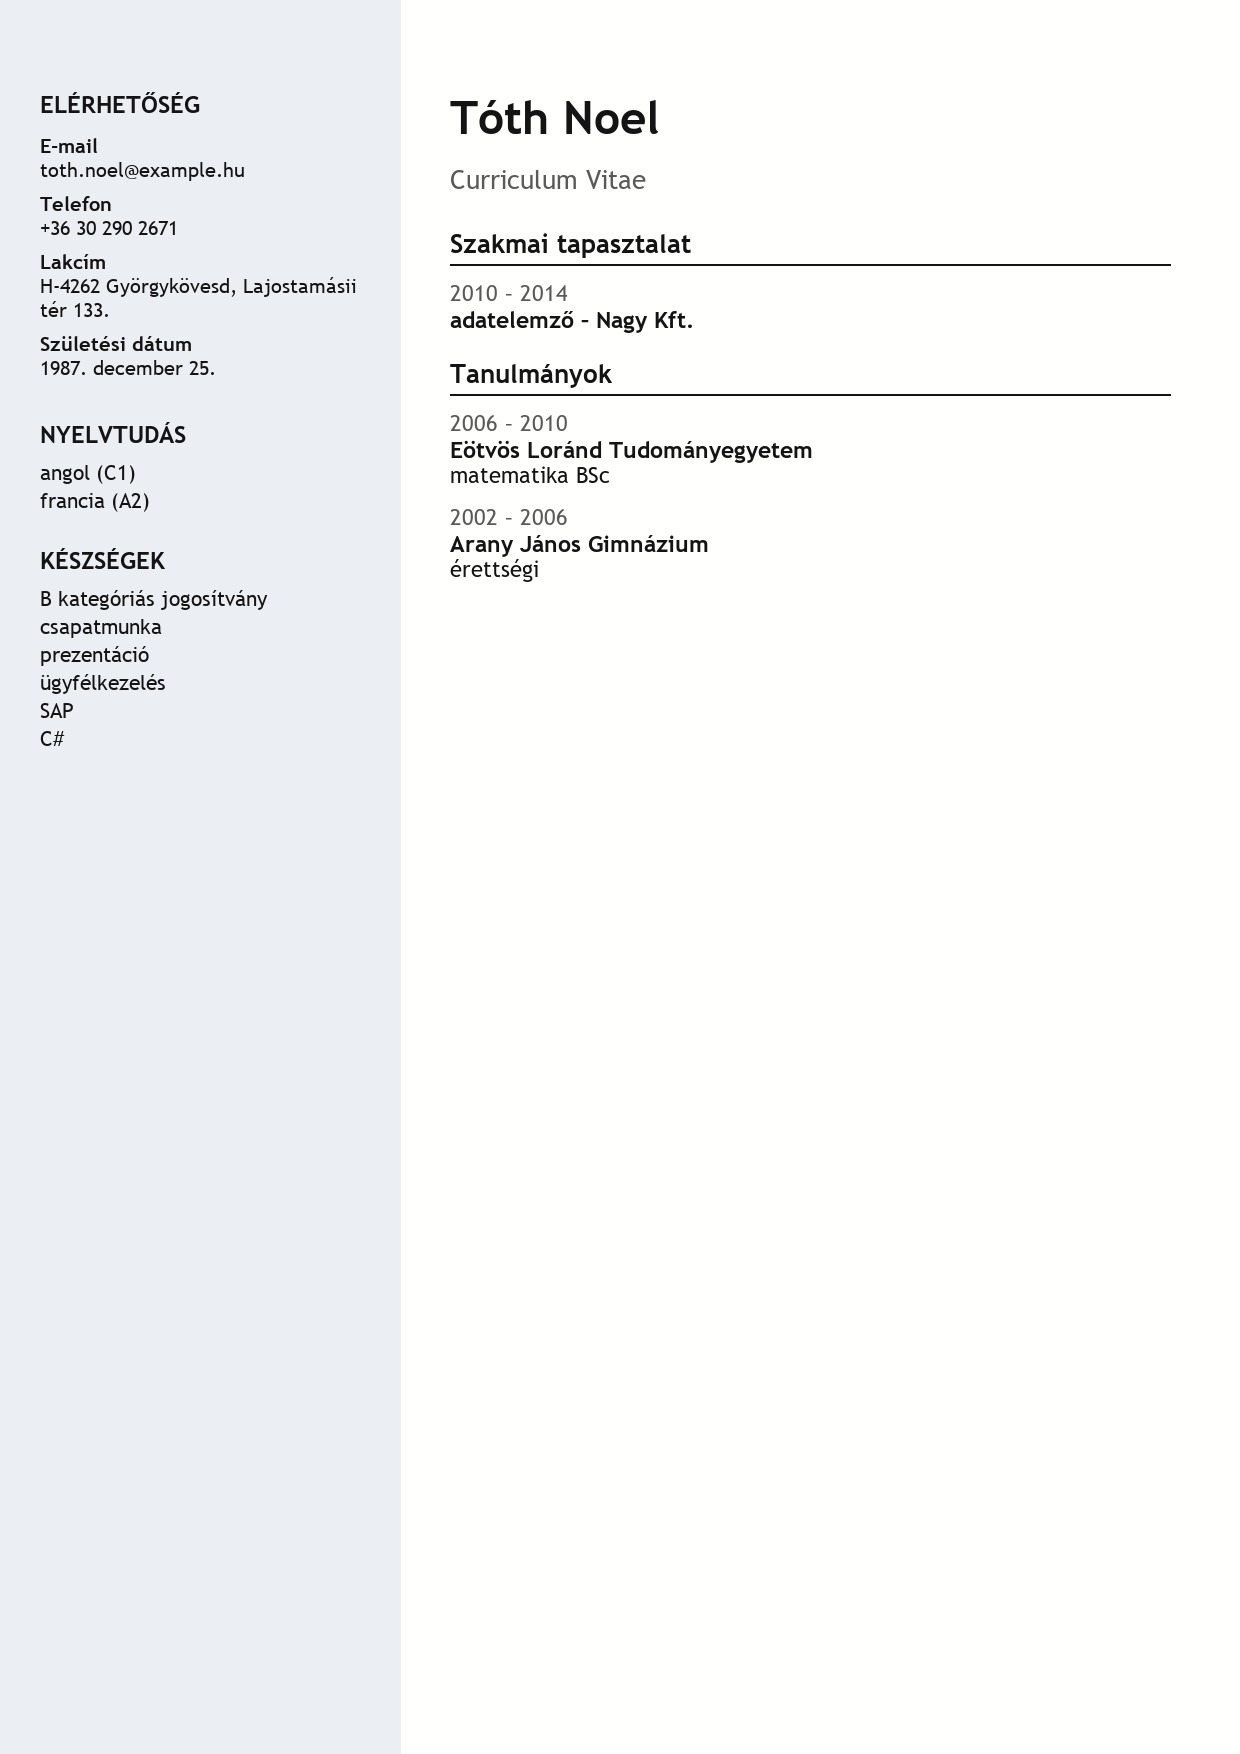 ELÉRHETŐSÉG
E-mail
toth.noel@example.hu
Telefon
+36 30 290 2671
Lakcím
H-4262 Györgykövesd, Lajostamásii
tér 133.
Születési dátum
1987. december 25.
NYELVTUDÁS
angol (C1)
francia (A2)
KÉSZSÉGEK
B kategóriás jogosítvány
csapatmunka
prezentáció
ügyfélkezelés
SAP
C#
Tóth Noel
Curriculum Vitae
Szakmai tapasztalat
2010 – 2014
adatelemző – Nagy Kft.
Tanulmányok
2006 – 2010
Eötvös Loránd Tudományegyetem
matematika BSc
2002 – 2006
Arany János Gimnázium
érettségi